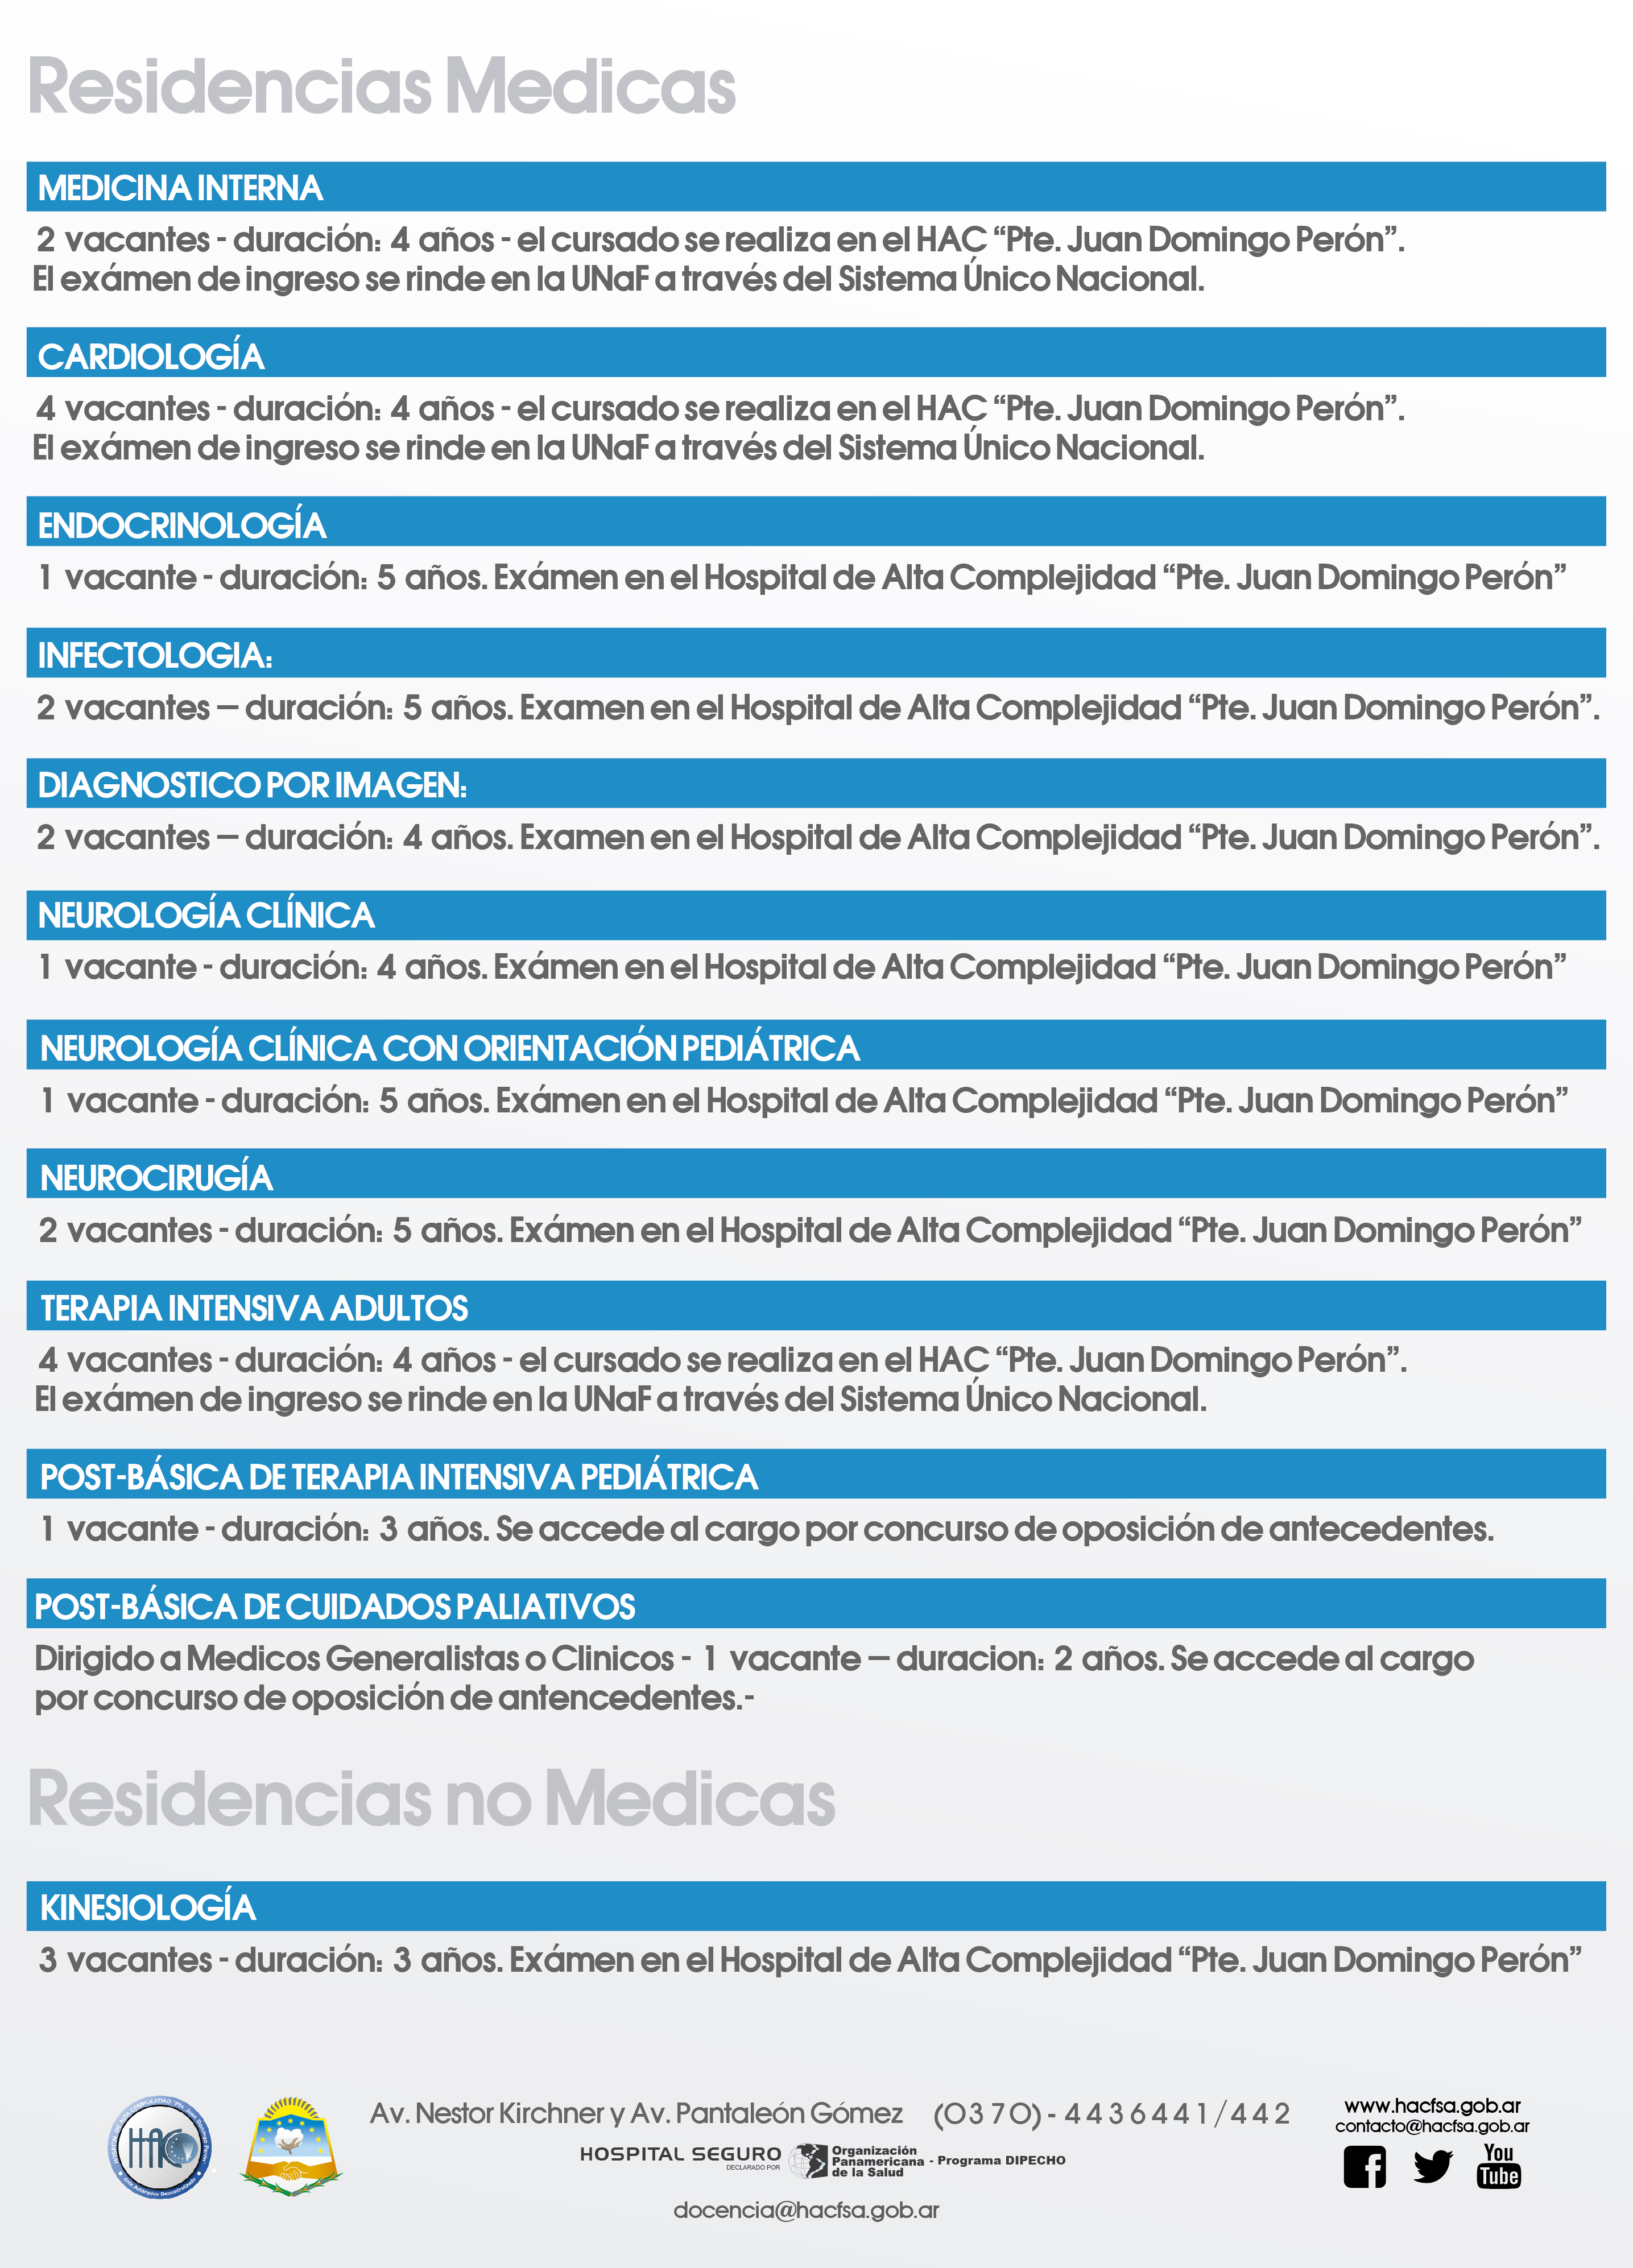 Residencias Medicas
MEDICINA INTERNA
2 vacantes - duración: 4 años - el cursado se realiza en el HAC “Pte. Juan Domingo Perón”.
El exámen de ingreso se rinde en la UNaF a través del Sistema Único Nacional.
CARDIOLOGÍA
4 vacantes - duración: 4 años - el cursado se realiza en el HAC “Pte. Juan Domingo Perón”.
El exámen de ingreso se rinde en la UNaF a través del Sistema Único Nacional.
ENDOCRINOLOGÍA
1 vacante - duración: 5 años. Exámen en el Hospital de Alta Complejidad “Pte. Juan Domingo Perón”
INFECTOLOGIA:
2 vacantes – duración: 5 años. Examen en el Hospital de Alta Complejidad “Pte. Juan Domingo Perón”.
DIAGNOSTICO POR IMAGEN:
2 vacantes – duración: 4 años. Examen en el Hospital de Alta Complejidad “Pte. Juan Domingo Perón”.
NEUROLOGÍA CLÍNICA
1 vacante - duración: 4 años. Exámen en el Hospital de Alta Complejidad “Pte. Juan Domingo Perón”
NEUROLOGÍA CLÍNICA CON ORIENTACIÓN PEDIÁTRICA
1 vacante - duración: 5 años. Exámen en el Hospital de Alta Complejidad “Pte. Juan Domingo Perón”
NEUROCIRUGÍA
2 vacantes - duración: 5 años. Exámen en el Hospital de Alta Complejidad “Pte. Juan Domingo Perón”
TERAPIA INTENSIVA ADULTOS
4 vacantes - duración: 4 años - el cursado se realiza en el HAC “Pte. Juan Domingo Perón”.
El exámen de ingreso se rinde en la UNaF a través del Sistema Único Nacional.
POST-BÁSICA DE TERAPIA INTENSIVA PEDIÁTRICA
1 vacante - duración: 3 años. Se accede al cargo por concurso de oposición de antecedentes.
POST-BÁSICA DE CUIDADOS PALIATIVOS
Dirigido a Medicos Generalistas o Clinicos - 1 vacante – duracion: 2 años. Se accede al cargo
por concurso de oposición de antencedentes.-
Residencias no Medicas
KINESIOLOGÍA
3 vacantes - duración: 3 años. Exámen en el Hospital de Alta Complejidad “Pte. Juan Domingo Perón”
HAC
Av. Nestor Kirchner y Av. Pantaleón Gómez (0370)- 4436441/442
HOSPITAL SEGURO
DECLARADO POR
Organización
Panamericana
de la Salud
- Programa DIPECHO
docencia@hacfsa.gob.ar
www.hacfsa.gob.ar
contacto@hacfsa.gob.ar
You
Tube